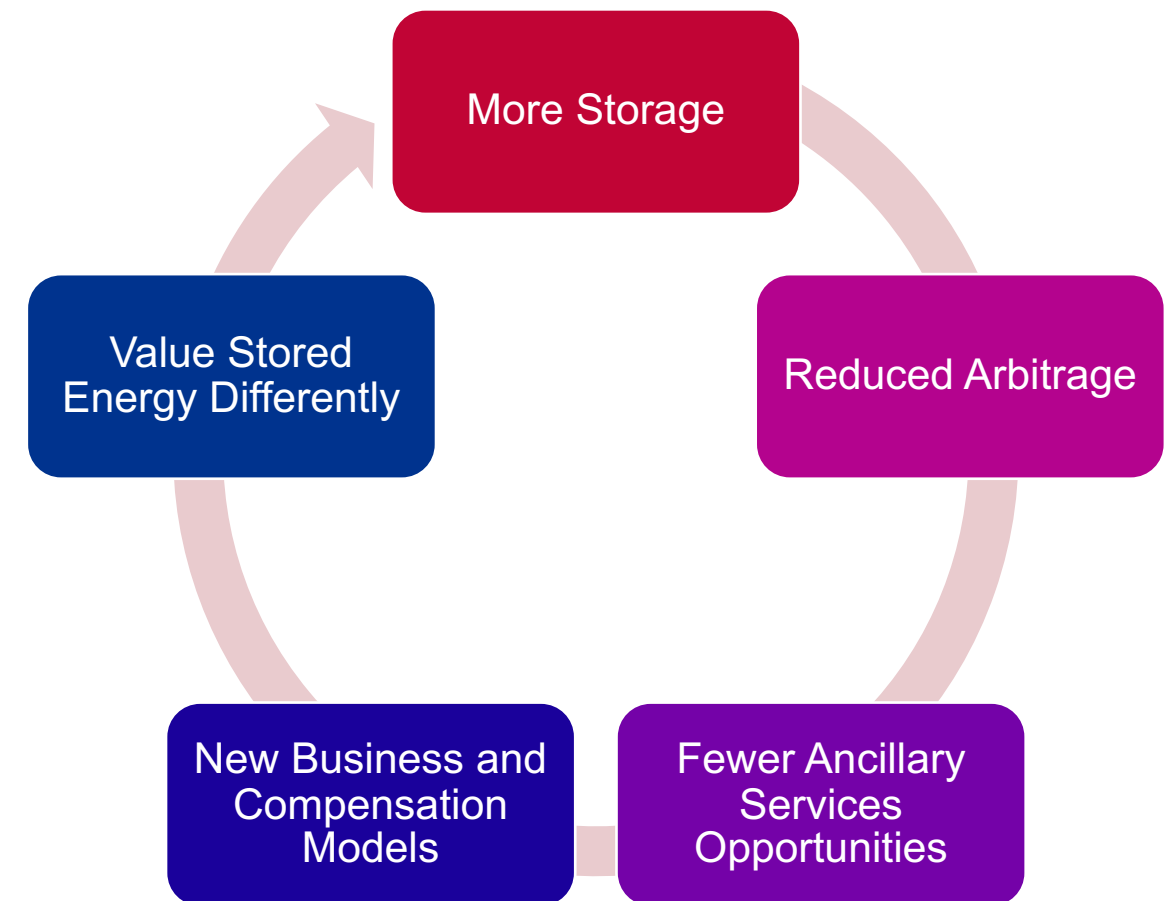 More Storage
Reduced Arbitrage
Fewer Ancillary
Services
Opportunities
New Business and
Compensation
Models
Value Stored
Energy Differently